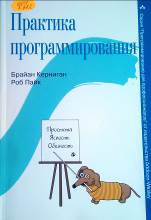 Практика
программирования
Брайан Керниган
Роб Пайк
Простота
Ясность
Общность